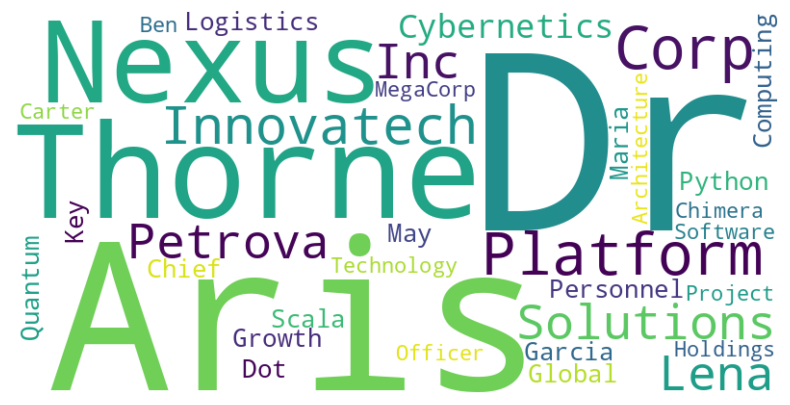 Ben
Logistics
Cybernetics
Corp
Computing
Nexus
Inc
Dr
MegaCorp
Carter
Innovatech
Thorne
Maria
Architecture
Python
Key
Petrova
May
Platform
Chimera
Software
Quantum
Chief
Technology
Aris
Personnel
Project
Scala
Solutions
Growth
Officer
Garcia
Holdings
Dot
Global
Lena